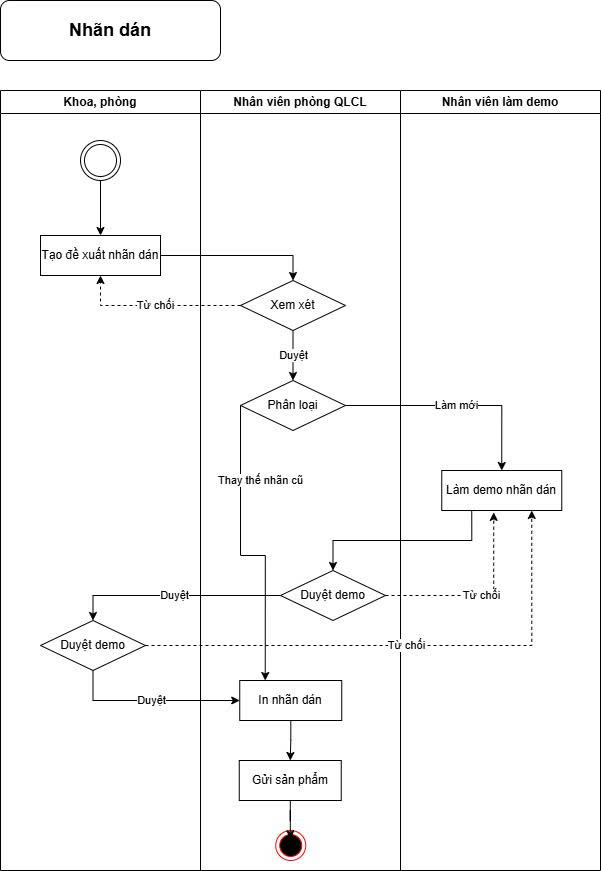 Nhãn dán
Khoa, phòng
Nhân viên phòng QLCL
Nhân viên làm demo
Tạo đề xuất nhãn dán
Xem xét
Từ chối
Duyệt
Phân loại
Làm mới
Thay thế nhãn cũ
Làm demo nhãn dán
Duyệt demo
Từ chối
Duyệt
Duyệt demo
Từ chối
Duyệt
In nhãn dán
Gửi sản phẩm